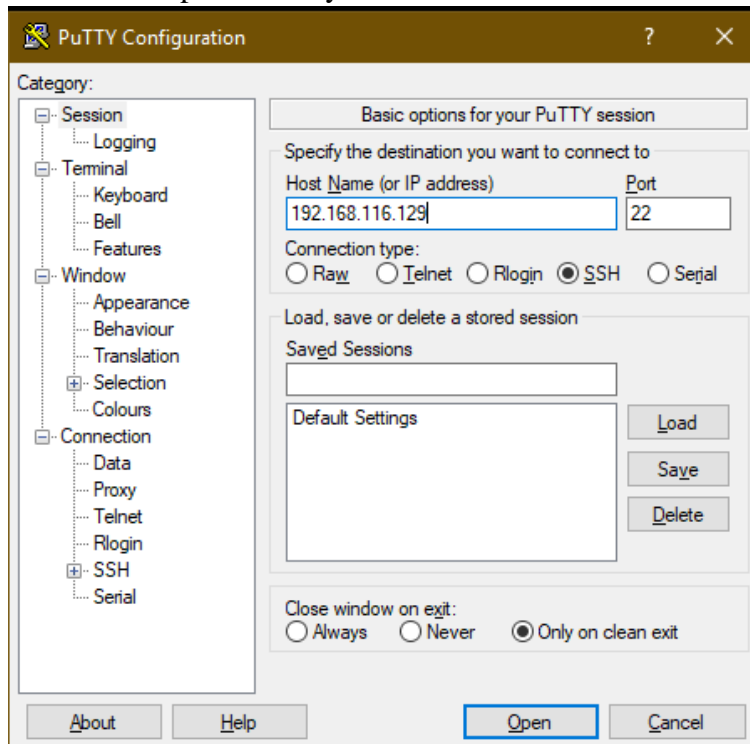 PuTTY Configuration ? ×
Category:
Session
Logging
Terminal
Keyboard
Bell
Features
Window
Appearance
Behaviour
Translation
Selection
Colours
Connection
Data
Proxy
Telnet
Rlogin
SSH
Serial
Basic options for your PuTTY session
Specify the destination you want to connect to
Host Name (or IP address) Port
192.168.116.129 22
Connection type:
Raw Telnet Rlogin SSH Serial
Load, save or delete a stored session
Saved Sessions
Default Settings
Load
Save
Delete
Close window on exit:
Always Never Only on clean exit
About Help Open Cancel